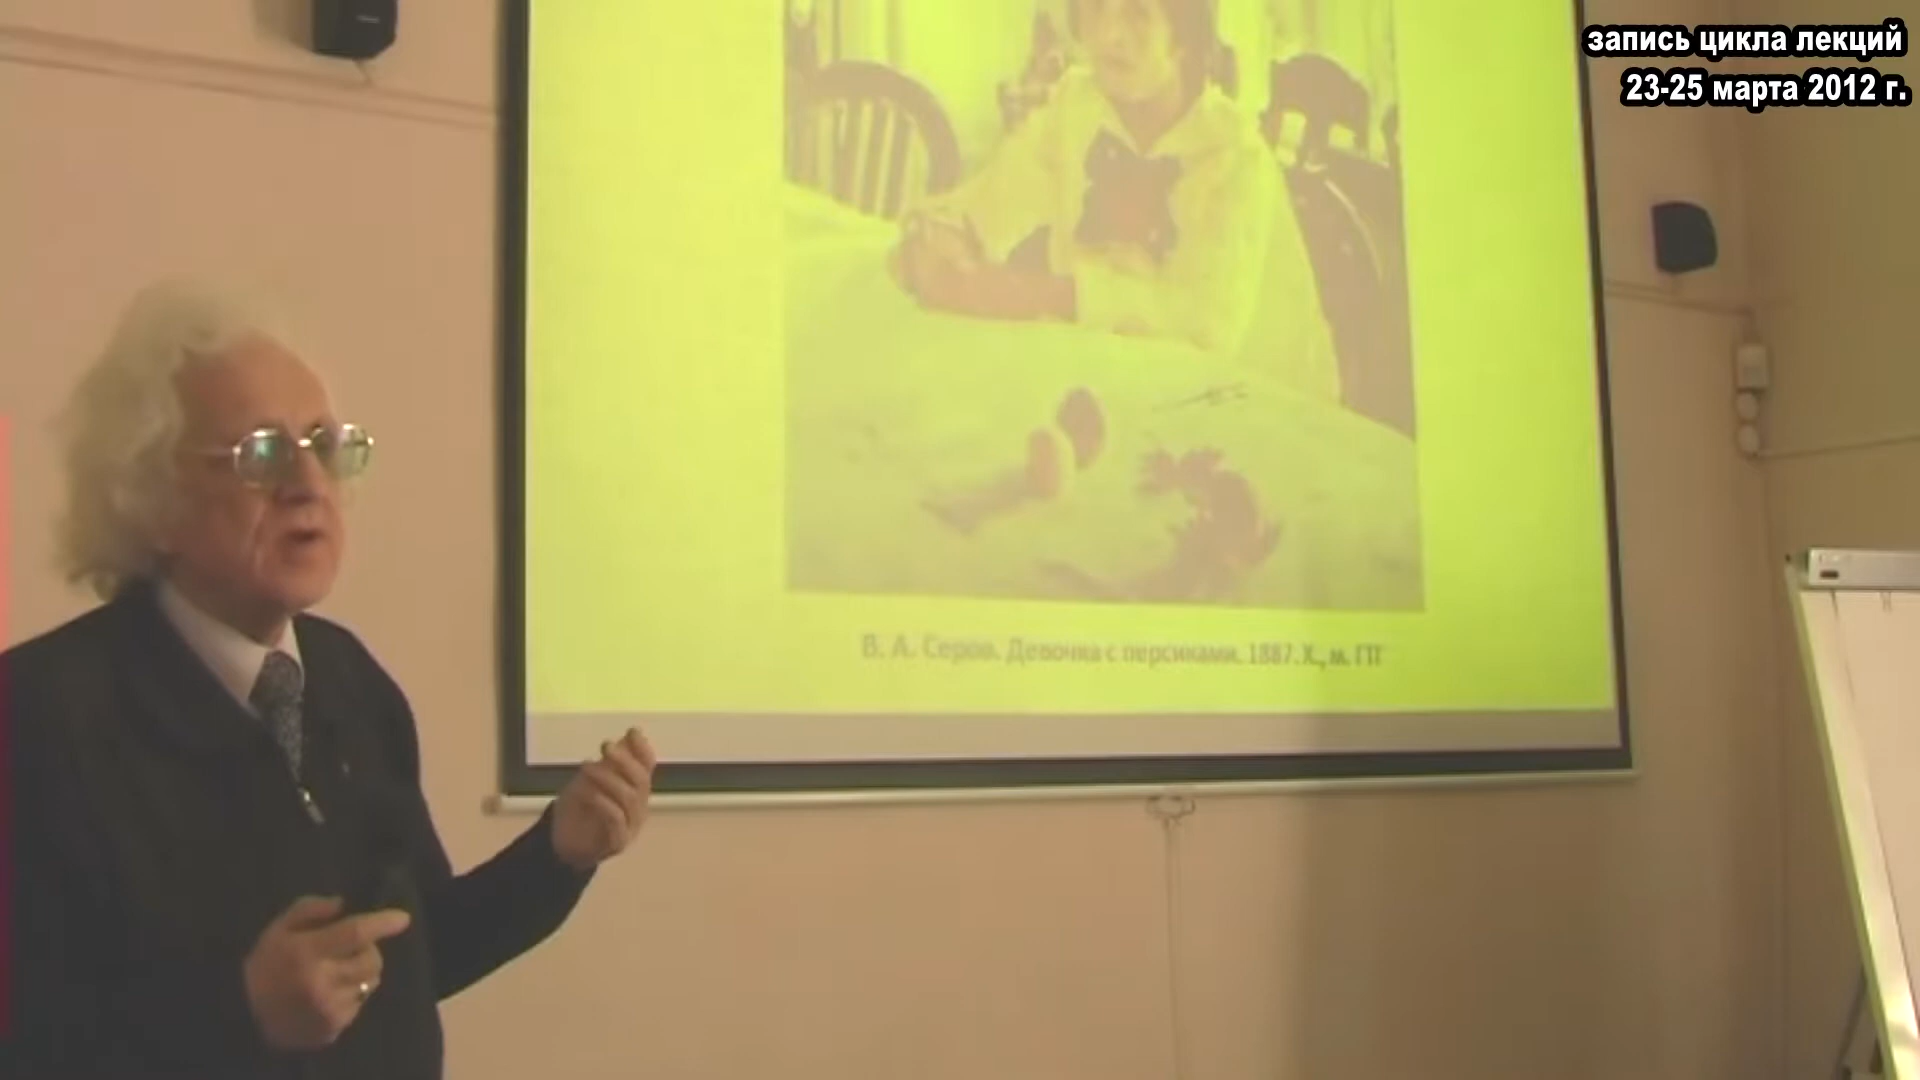 запись цикла лекций
23-25 марта 2012 г.
В. А. Серов. Девочка с персиками. 1887. Х., м. ГТГ